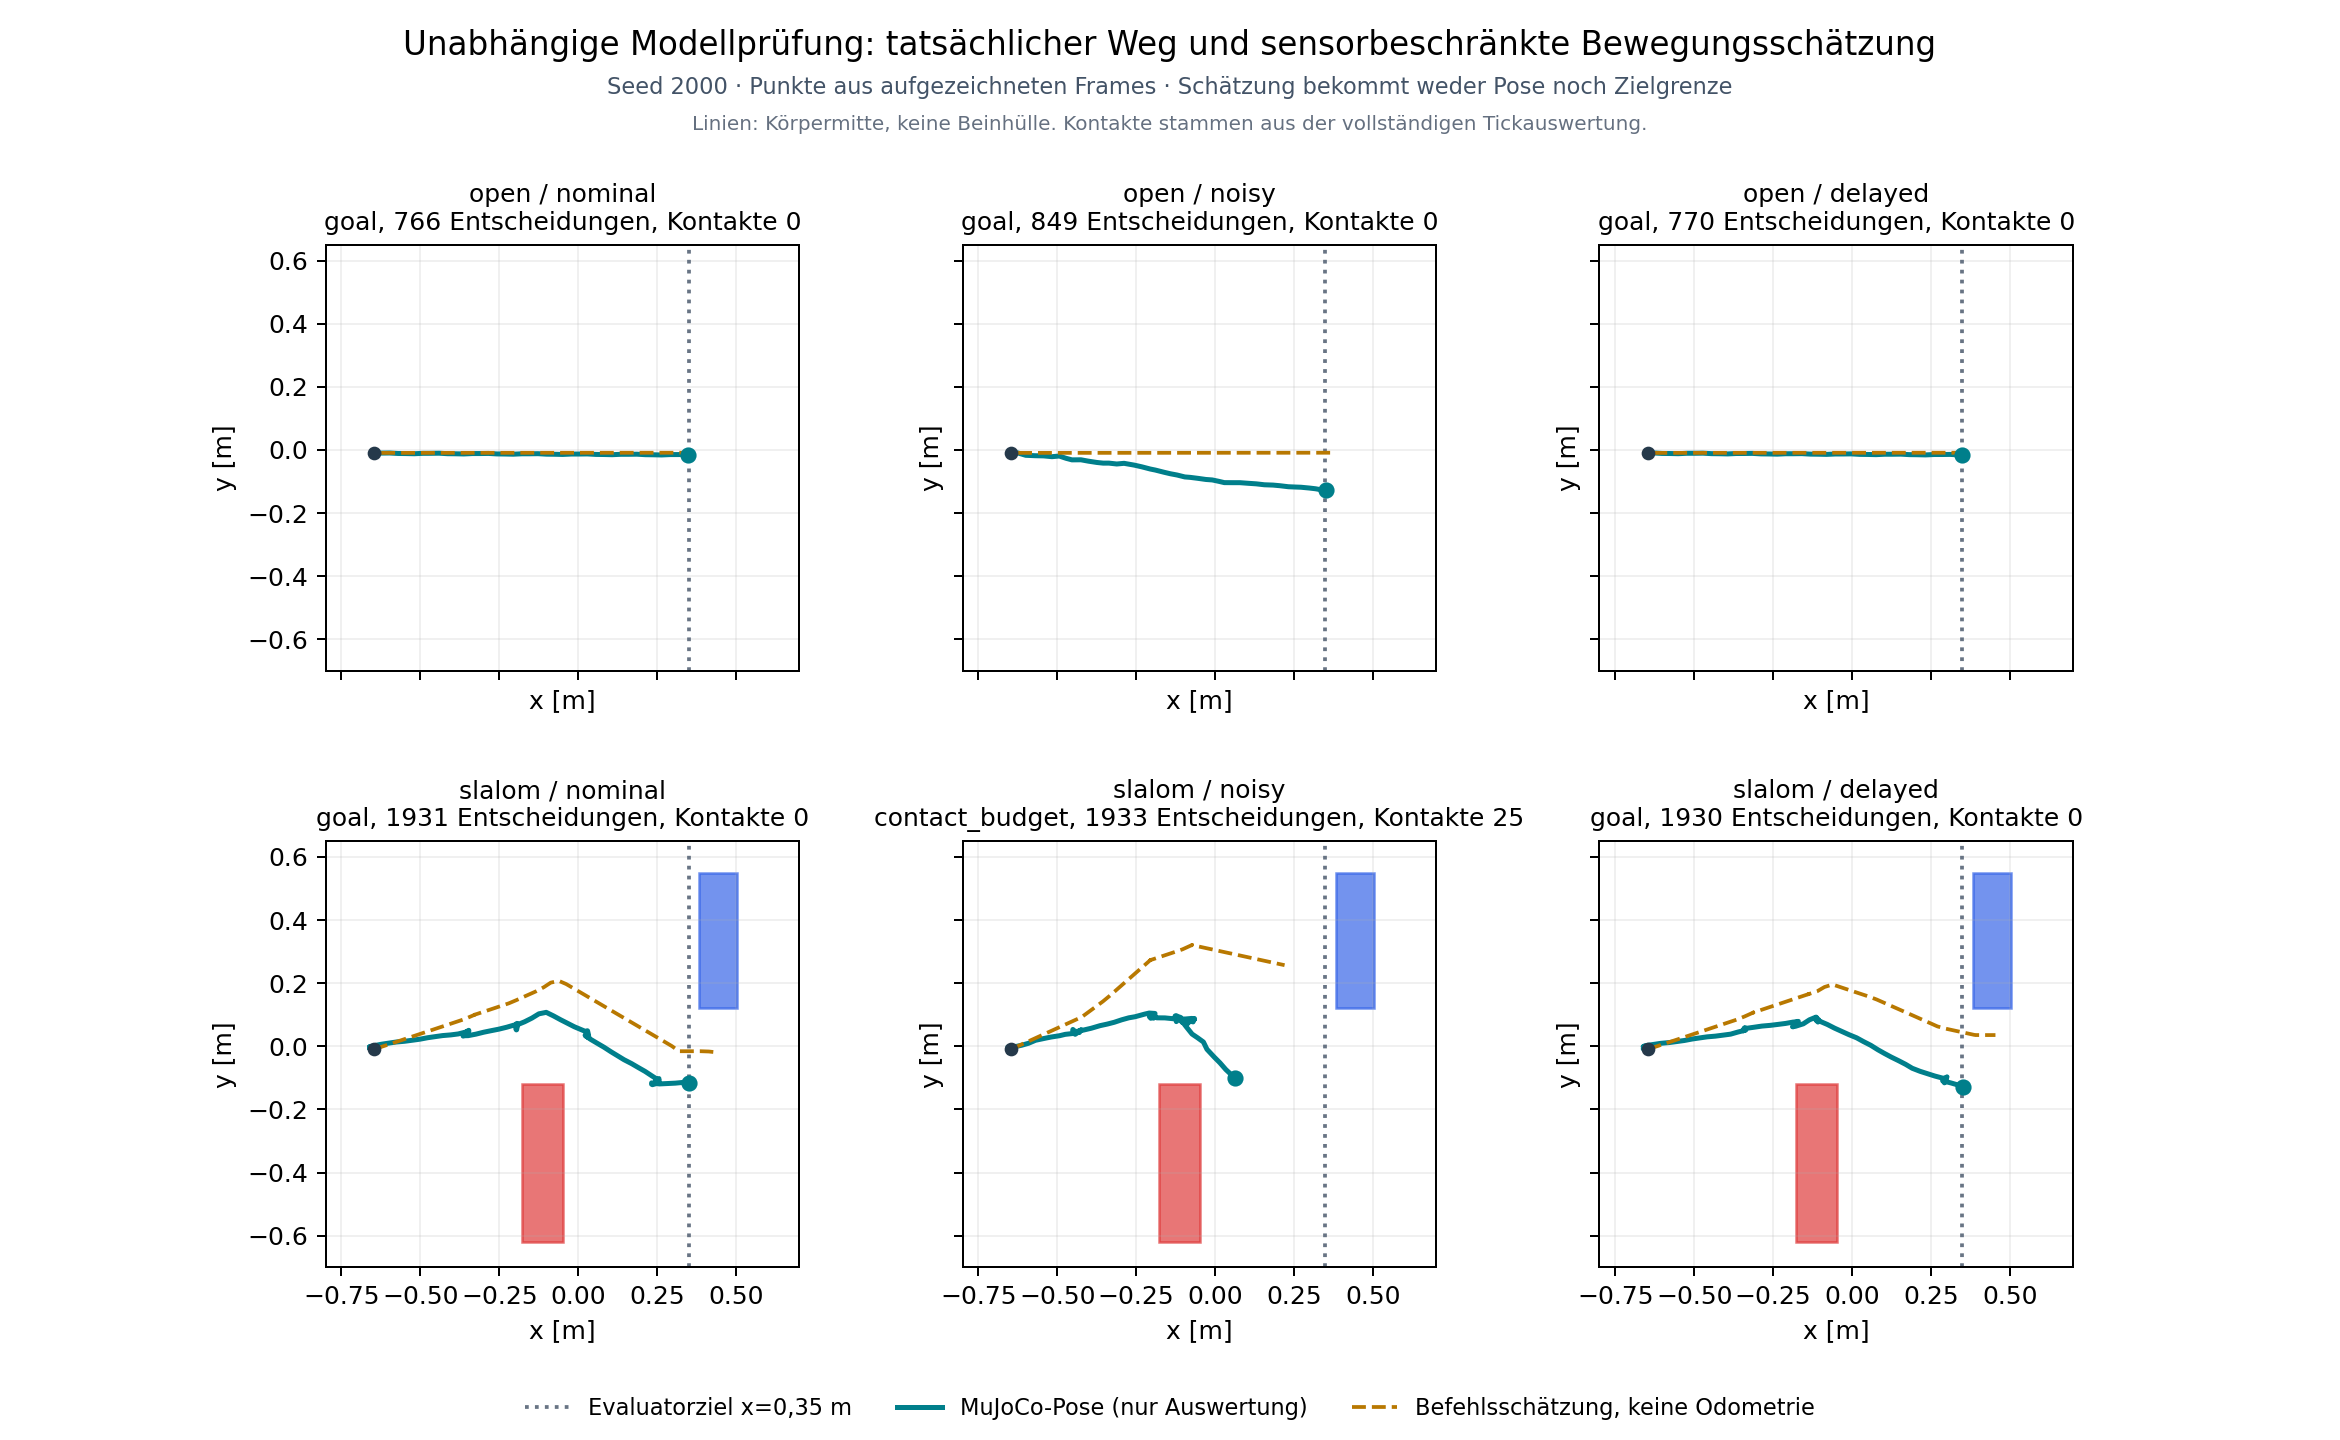 Unabhängige Modellprüfung: tatsächlicher Weg und sensorbeschränkte Bewegungsschätzung
Seed 2000 · Punkte aus aufgezeichneten Frames · Schätzung bekommt weder Pose noch Zielgrenze
Linien: Körpermitte, keine Beinhülle. Kontakte stammen aus der vollständigen Tickauswertung.
open / nominal
goal, 766 Entscheidungen, Kontakte 0
0.6
0.4
0.2
0.0
−0.2
−0.4
−0.6
y [m]
x [m]
open / noisy
goal, 849 Entscheidungen, Kontakte 0
y [m]
x [m]
open / delayed
goal, 770 Entscheidungen, Kontakte 0
y [m]
x [m]
slalom / nominal
goal, 1931 Entscheidungen, Kontakte 0
0.6
0.4
0.2
0.0
−0.2
−0.4
−0.6
y [m]
−0.75 −0.50 −0.25 0.00 0.25 0.50
x [m]
slalom / noisy
contact_budget, 1933 Entscheidungen, Kontakte 25
y [m]
−0.75 −0.50 −0.25 0.00 0.25 0.50
x [m]
slalom / delayed
goal, 1930 Entscheidungen, Kontakte 0
y [m]
−0.75 −0.50 −0.25 0.00 0.25 0.50
x [m]
Evaluatorziel x=0,35 m
MuJoCo-Pose (nur Auswertung)
Befehlsschätzung, keine Odometrie